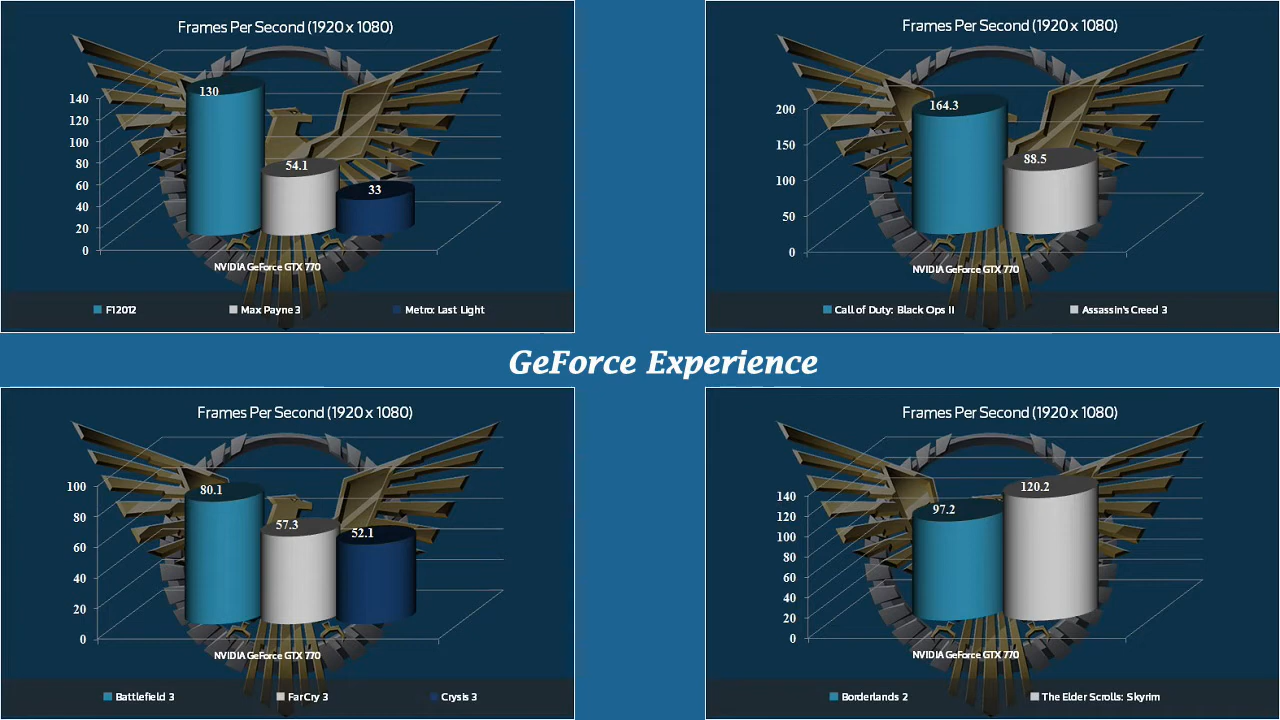 Frames Per Second (1920 x 1080)
140
120
100
80
60
40
20
0
130
54.1
33
NVIDIA GeForce GTX 770
F1 2012
Max Payne 3
Metro: Last Light
Frames Per Second (1920 x 1080)
200
150
100
50
0
164.3
88.5
NVIDIA GeForce GTX 770
Call of Duty: Black Ops II
Assassin's Creed 3
GeForce Experience
Frames Per Second (1920 x 1080)
100
80
60
40
20
0
80.1
57.3
52.1
NVIDIA GeForce GTX 770
Battlefield 3
FarCry 3
Crysis 3
Frames Per Second (1920 x 1080)
140
120
100
80
60
40
20
0
97.2
120.2
NVIDIA GeForce GTX 770
Borderlands 2
The Elder Scrolls: Skyrim